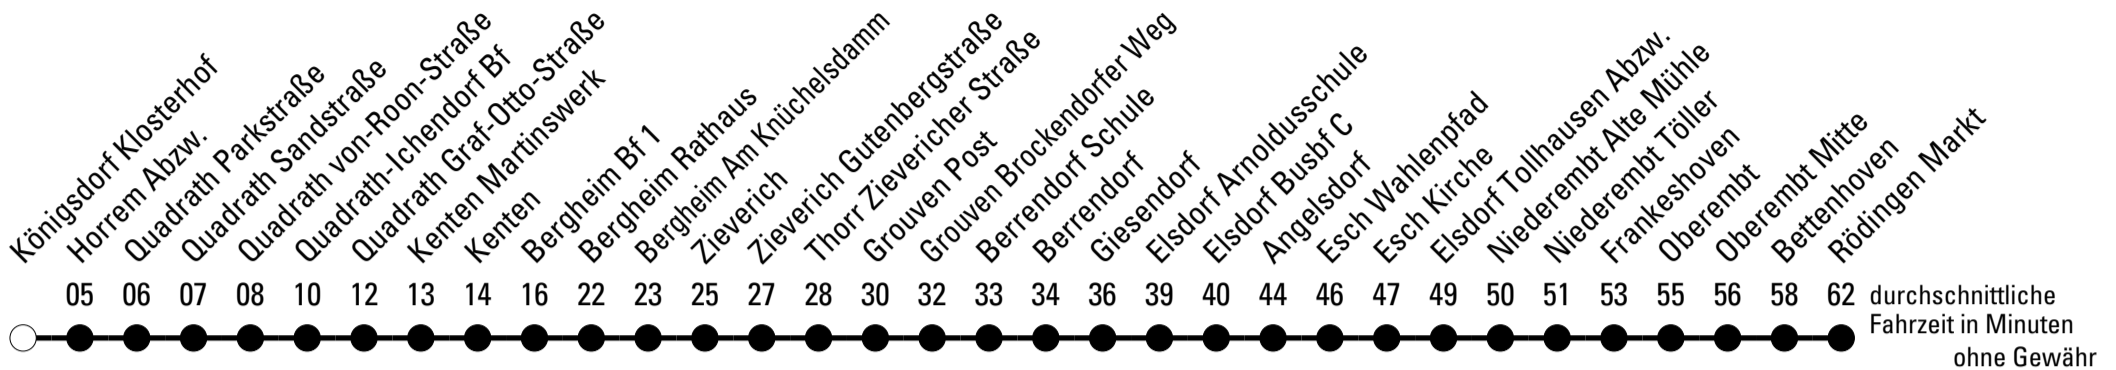 Königsdorf Klosterhof
Horrem Abzw.
Quadrath Parkstraße
Quadrath Sandstraße
Quadrath von-Roon-Straße
Quadrath-Ichendorf Bf
Quadrath Graf-Otto-Straße
Kenten Martinswerk
Kenten
Bergheim Bf 1
Bergheim Rathaus
Bergheim Am Knüchelsdamm
Zieverich
Zieverich Gutenbergstraße
Thorr Zievericher Straße
Grouven Post
Grouven Brockendorfer Weg
Berrendorf Schule
Berrendorf
Giesendorf
Elsdorf Arnoldusschule
Elsdorf Busbf C
Angelsdorf
Esch Wahlenpfad
Esch Kirche
Elsdorf Tollhausen Abzw.
Niederembt Alte Mühle
Niederembt Töller
Frankeshoven
Oberembt
Oberembt Mitte
Bettenhoven
Rödingen Markt
05 06 07 08 10 12 13 14 16 22 23 25 27 28 30 32 33 34 36 39 40 44 46 47 49 50 51 53 55 56 58 62 durchschnittliche
Fahrzeit in Minuten
ohne Gewähr